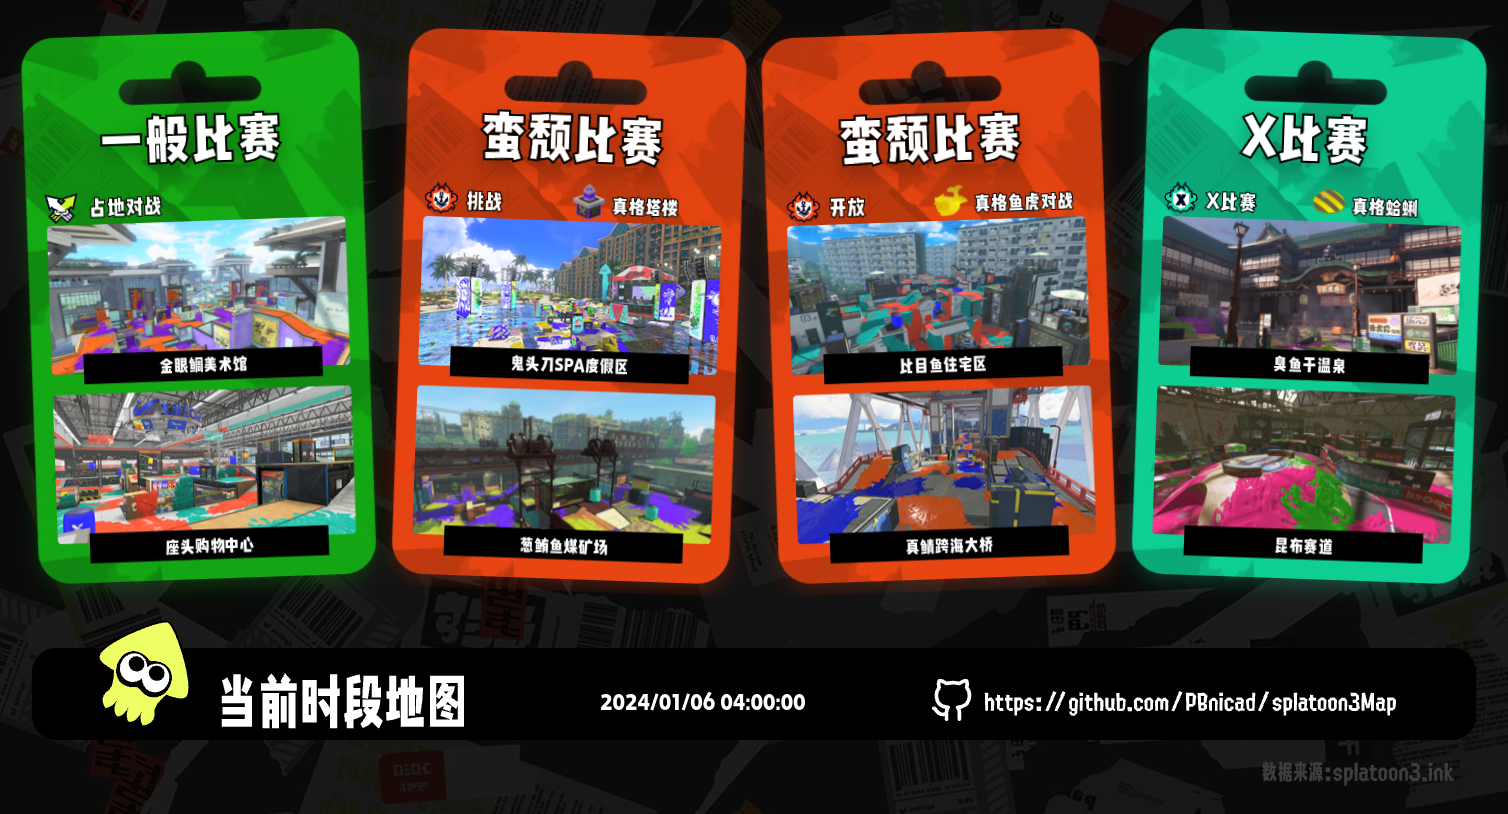 一般比赛
占地对战
金眼鲷美术馆
座头购物中心
蛮颓比赛
挑战
真格塔楼
鬼头刀SPA度假区
葱鲔鱼煤矿场
蛮颓比赛
开放
真格鱼虎对战
比目鱼住宅区
真鲭跨海大桥
X比赛
X比赛
真格蛤蜊
臭鱼干温泉
昆布赛道
当前时段地图
2024/01/06 04:00:00
https://github.com/PBnicad/splatoon3Map
数据来源:splatoon3.ink